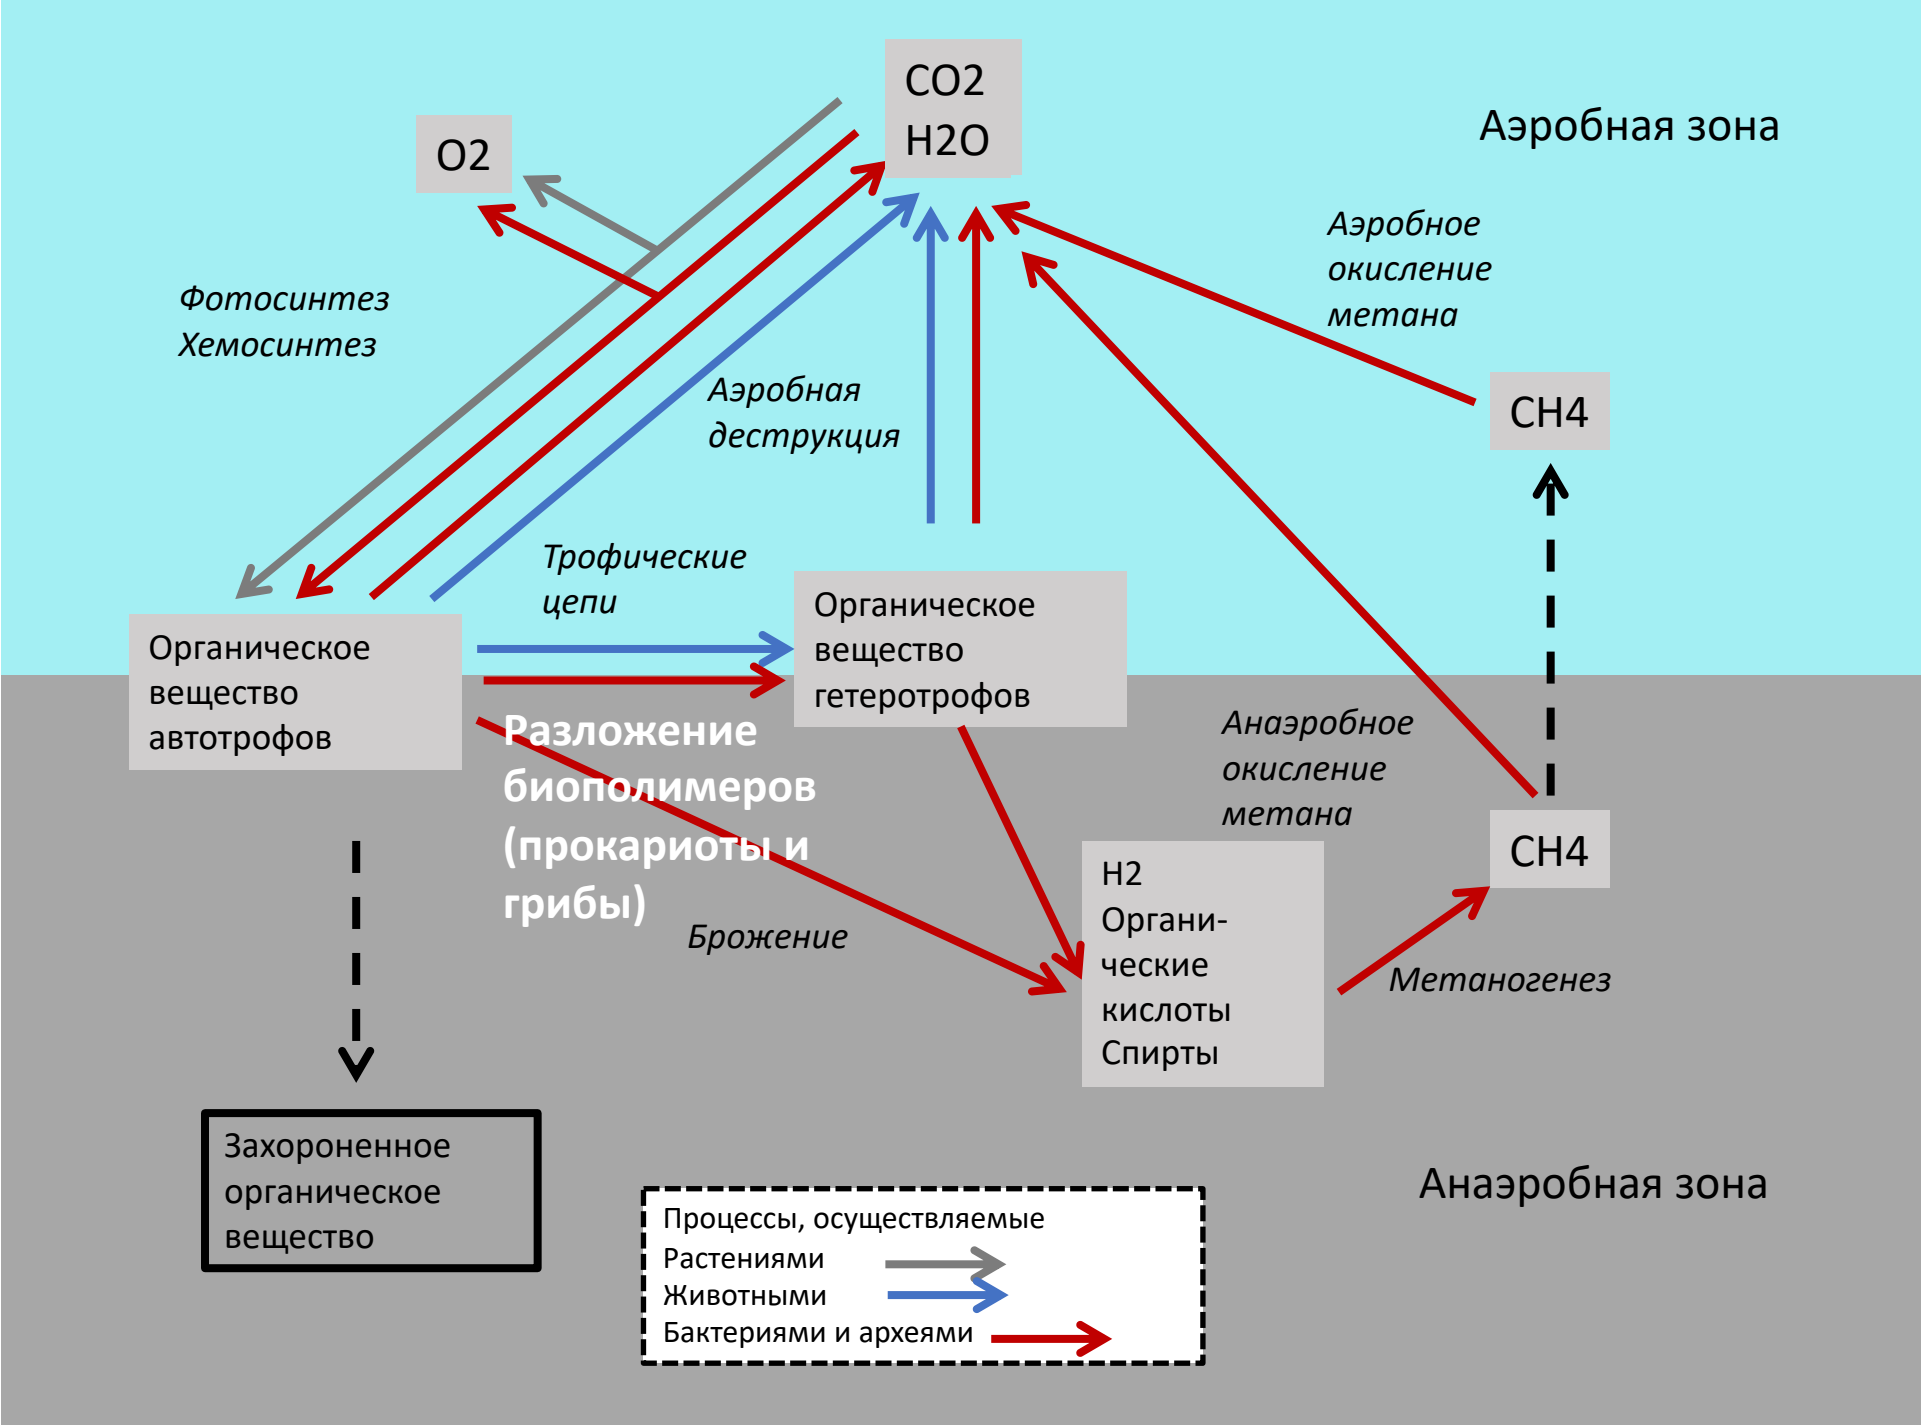 CO2
H2O
O2
Аэробная зона
Аэробное
окисление
метана
Фотосинтез
Хемосинтез
Аэробная
деструкция
CH4
Трофические
цепи
Органическое
вещество
гетеротрофов
Органическое
вещество
автотрофов
Разложение
биополимеров
(прокариоты и
грибы)
Анаэробное
окисление
метана
CH4
H2
Органи-
ческие
кислоты
Спирты
Брожение
Метаногенез
Захороненное
органическое
вещество
Анаэробная зона
Процессы, осуществляемые
Растениями
Животными
Бактериями и археями